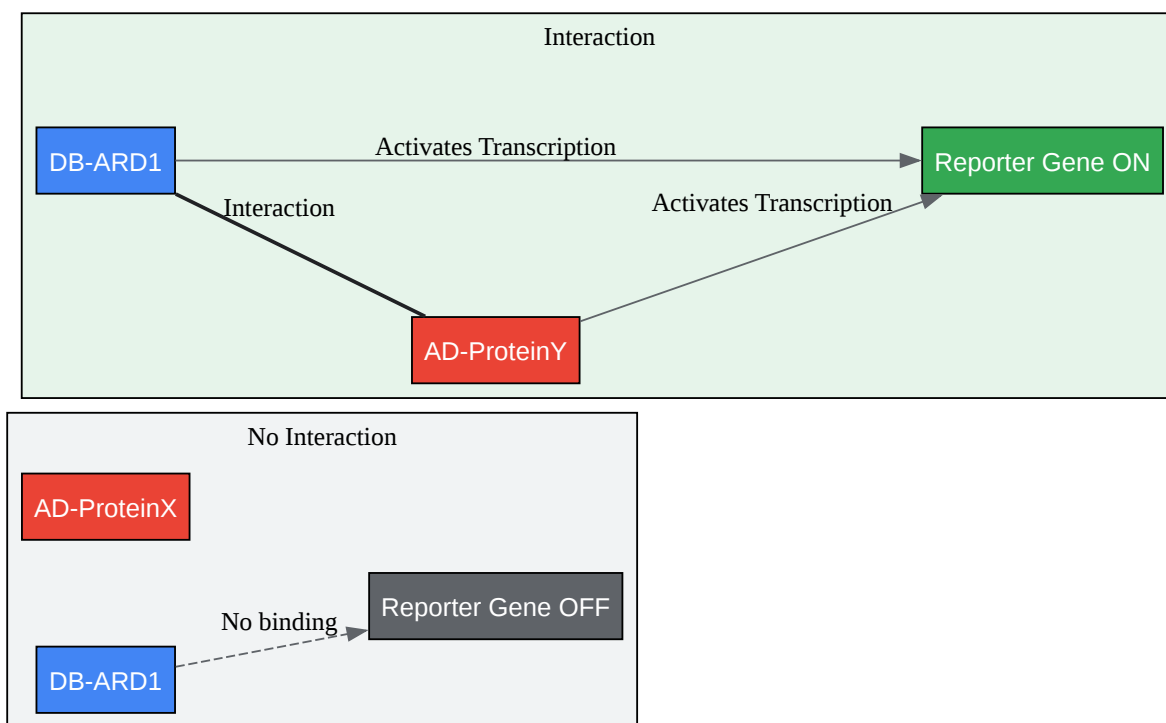 Interaction
DB-ARD1
Activates Transcription
Reporter Gene ON
Interaction
Activates Transcription
AD-ProteinY
No Interaction
AD-ProteinX
Reporter Gene OFF
No binding
DB-ARD1